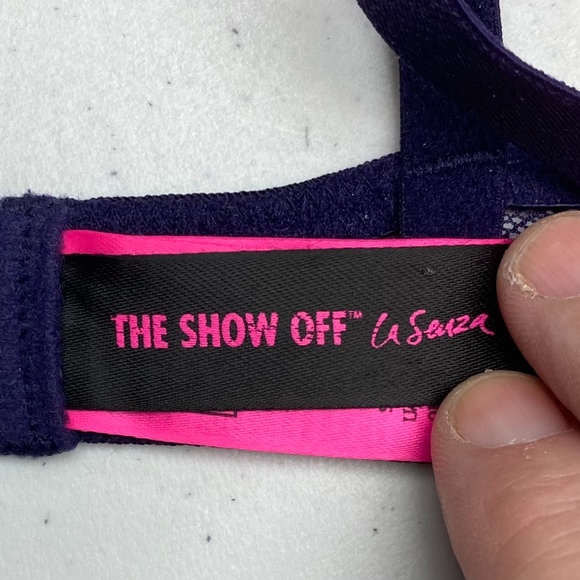 THE SHOW OFF™ La Senza